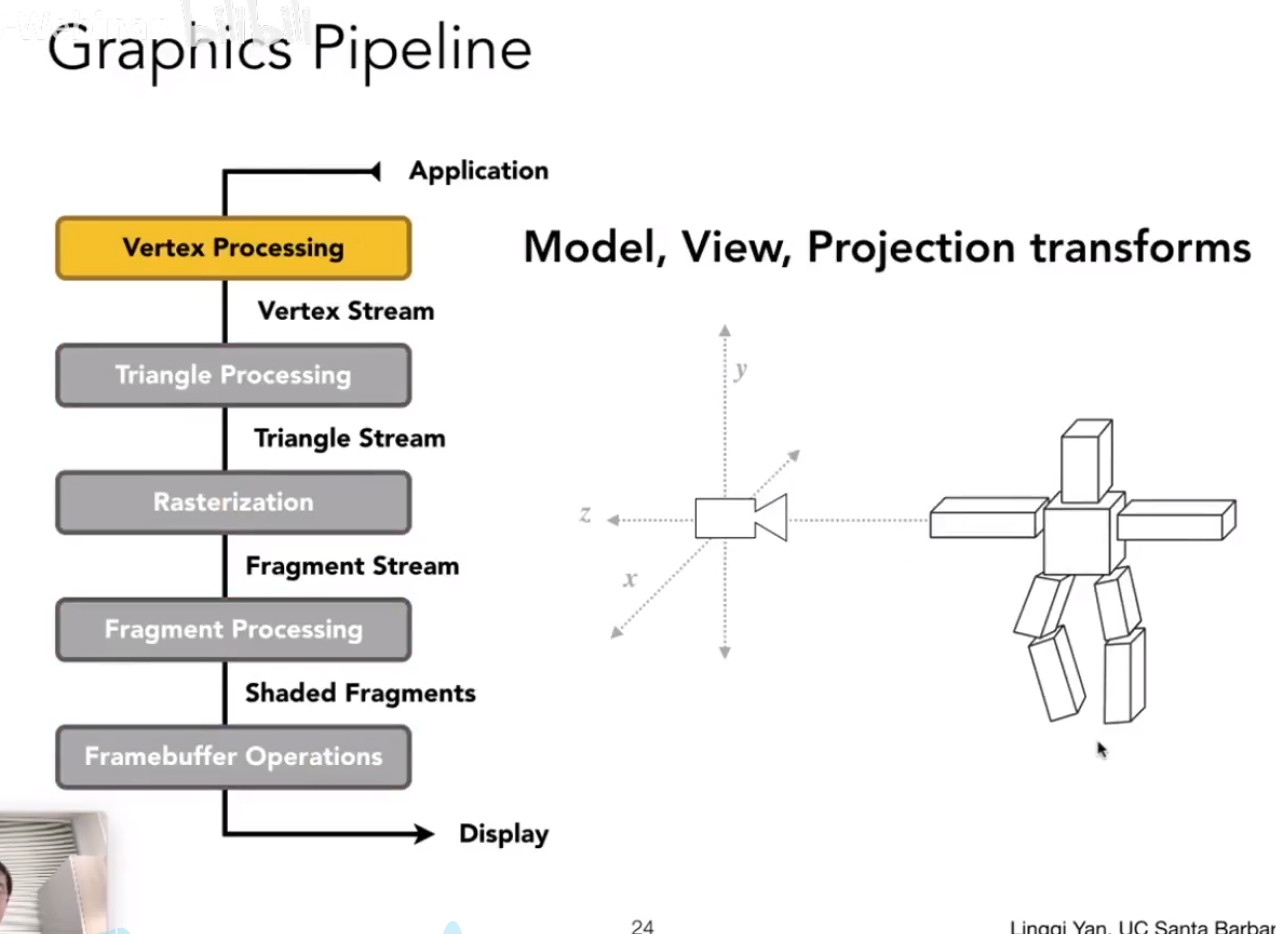 Graphics Pipeline
Application
Vertex Processing
Model, View, Projection transforms
Vertex Stream
y
Triangle Processing
Triangle Stream
Rasterization
z
Fragment Stream
x
Fragment Processing
Shaded Fragments
Framebuffer Operations
Display
24
Lingqi Yan, UC Santa Barbar